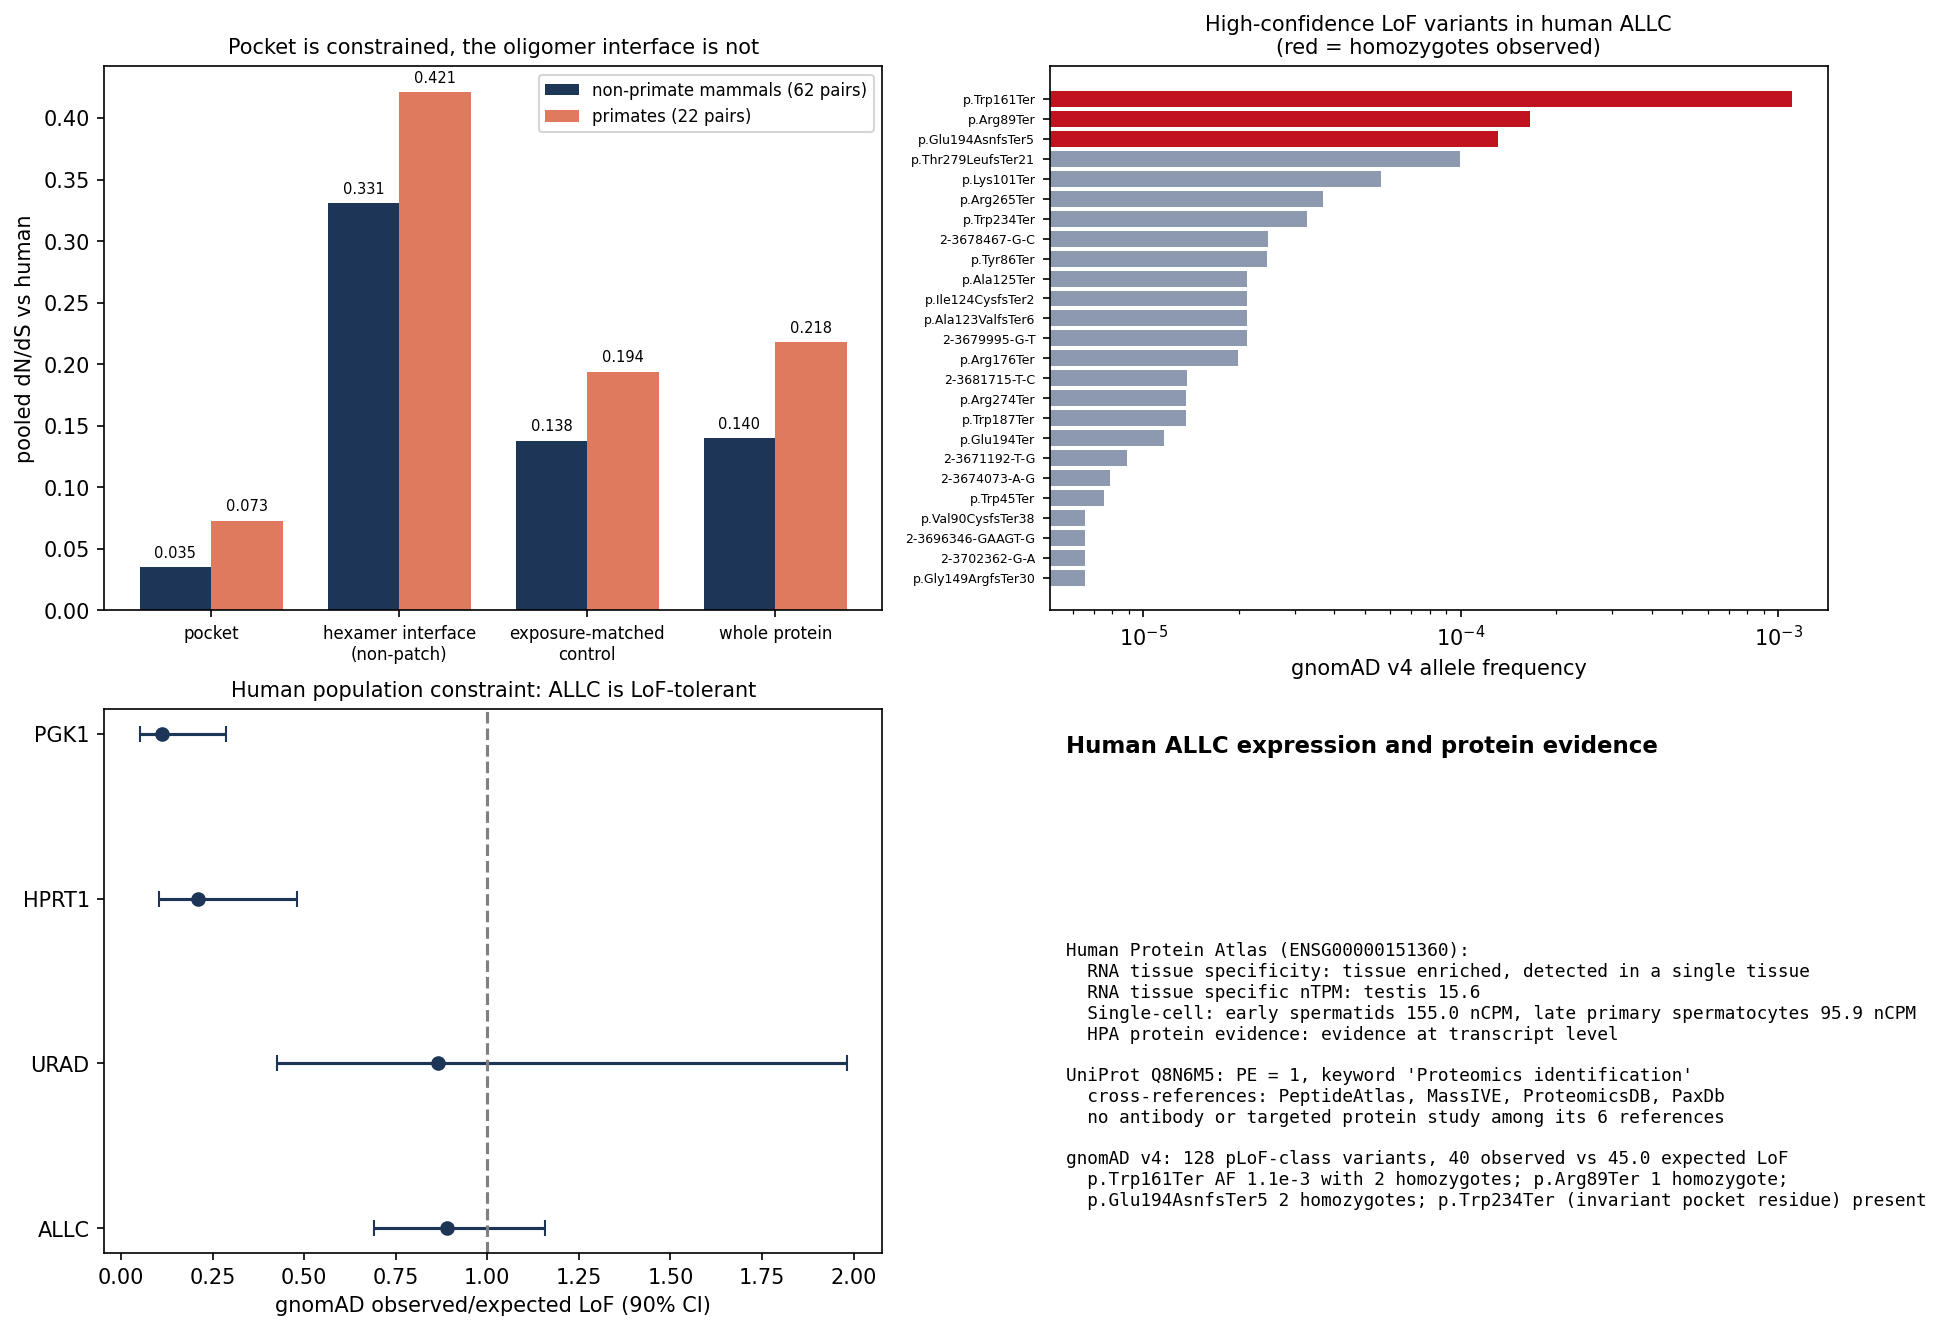 Pocket is constrained, the oligomer interface is not
pooled dN/dS vs human
0.40
0.35
0.30
0.25
0.20
0.15
0.10
0.05
0.00
non-primate mammals (62 pairs)
primates (22 pairs)
0.035
0.073
0.331
0.421
0.138
0.194
0.140
0.218
pocket
hexamer interface
(non-patch)
exposure-matched
control
whole protein
High-confidence LoF variants in human ALLC
(red = homozygotes observed)
p.Trp161Ter
p.Arg89Ter
p.Glu194AsnfsTer5
p.Thr279LeufsTer21
p.Lys101Ter
p.Arg265Ter
p.Trp234Ter
2-3678467-G-C
p.Tyr86Ter
p.Ala125Ter
p.Ile124CysfsTer2
p.Ala123ValfsTer6
2-3679995-G-T
p.Arg176Ter
2-3681715-T-C
p.Arg274Ter
p.Trp187Ter
p.Glu194Ter
2-3671192-T-G
2-3674073-A-G
p.Trp45Ter
p.Val90CysfsTer38
2-3696346-GAAGT-G
2-3702362-G-A
p.Gly149ArgfsTer30
10⁻⁵ 10⁻⁴ 10⁻³
gnomAD v4 allele frequency
Human population constraint: ALLC is LoF-tolerant
PGK1
HPRT1
URAD
ALLC
0.00 0.25 0.50 0.75 1.00 1.25 1.50 1.75 2.00
gnomAD observed/expected LoF (90% CI)
Human ALLC expression and protein evidence
Human Protein Atlas (ENSG00000151360):
RNA tissue specificity: tissue enriched, detected in a single tissue
RNA tissue specific nTPM: testis 15.6
Single-cell: early spermatids 155.0 nCPM, late primary spermatocytes 95.9 nCPM
HPA protein evidence: evidence at transcript level
UniProt Q8N6M5: PE = 1, keyword 'Proteomics identification'
cross-references: PeptideAtlas, MassIVE, ProteomicsDB, PaxDb
no antibody or targeted protein study among its 6 references
gnomAD v4: 128 pLoF-class variants, 40 observed vs 45.0 expected LoF
p.Trp161Ter AF 1.1e-3 with 2 homozygotes; p.Arg89Ter 1 homozygote;
p.Glu194AsnfsTer5 2 homozygotes; p.Trp234Ter (invariant pocket residue) present